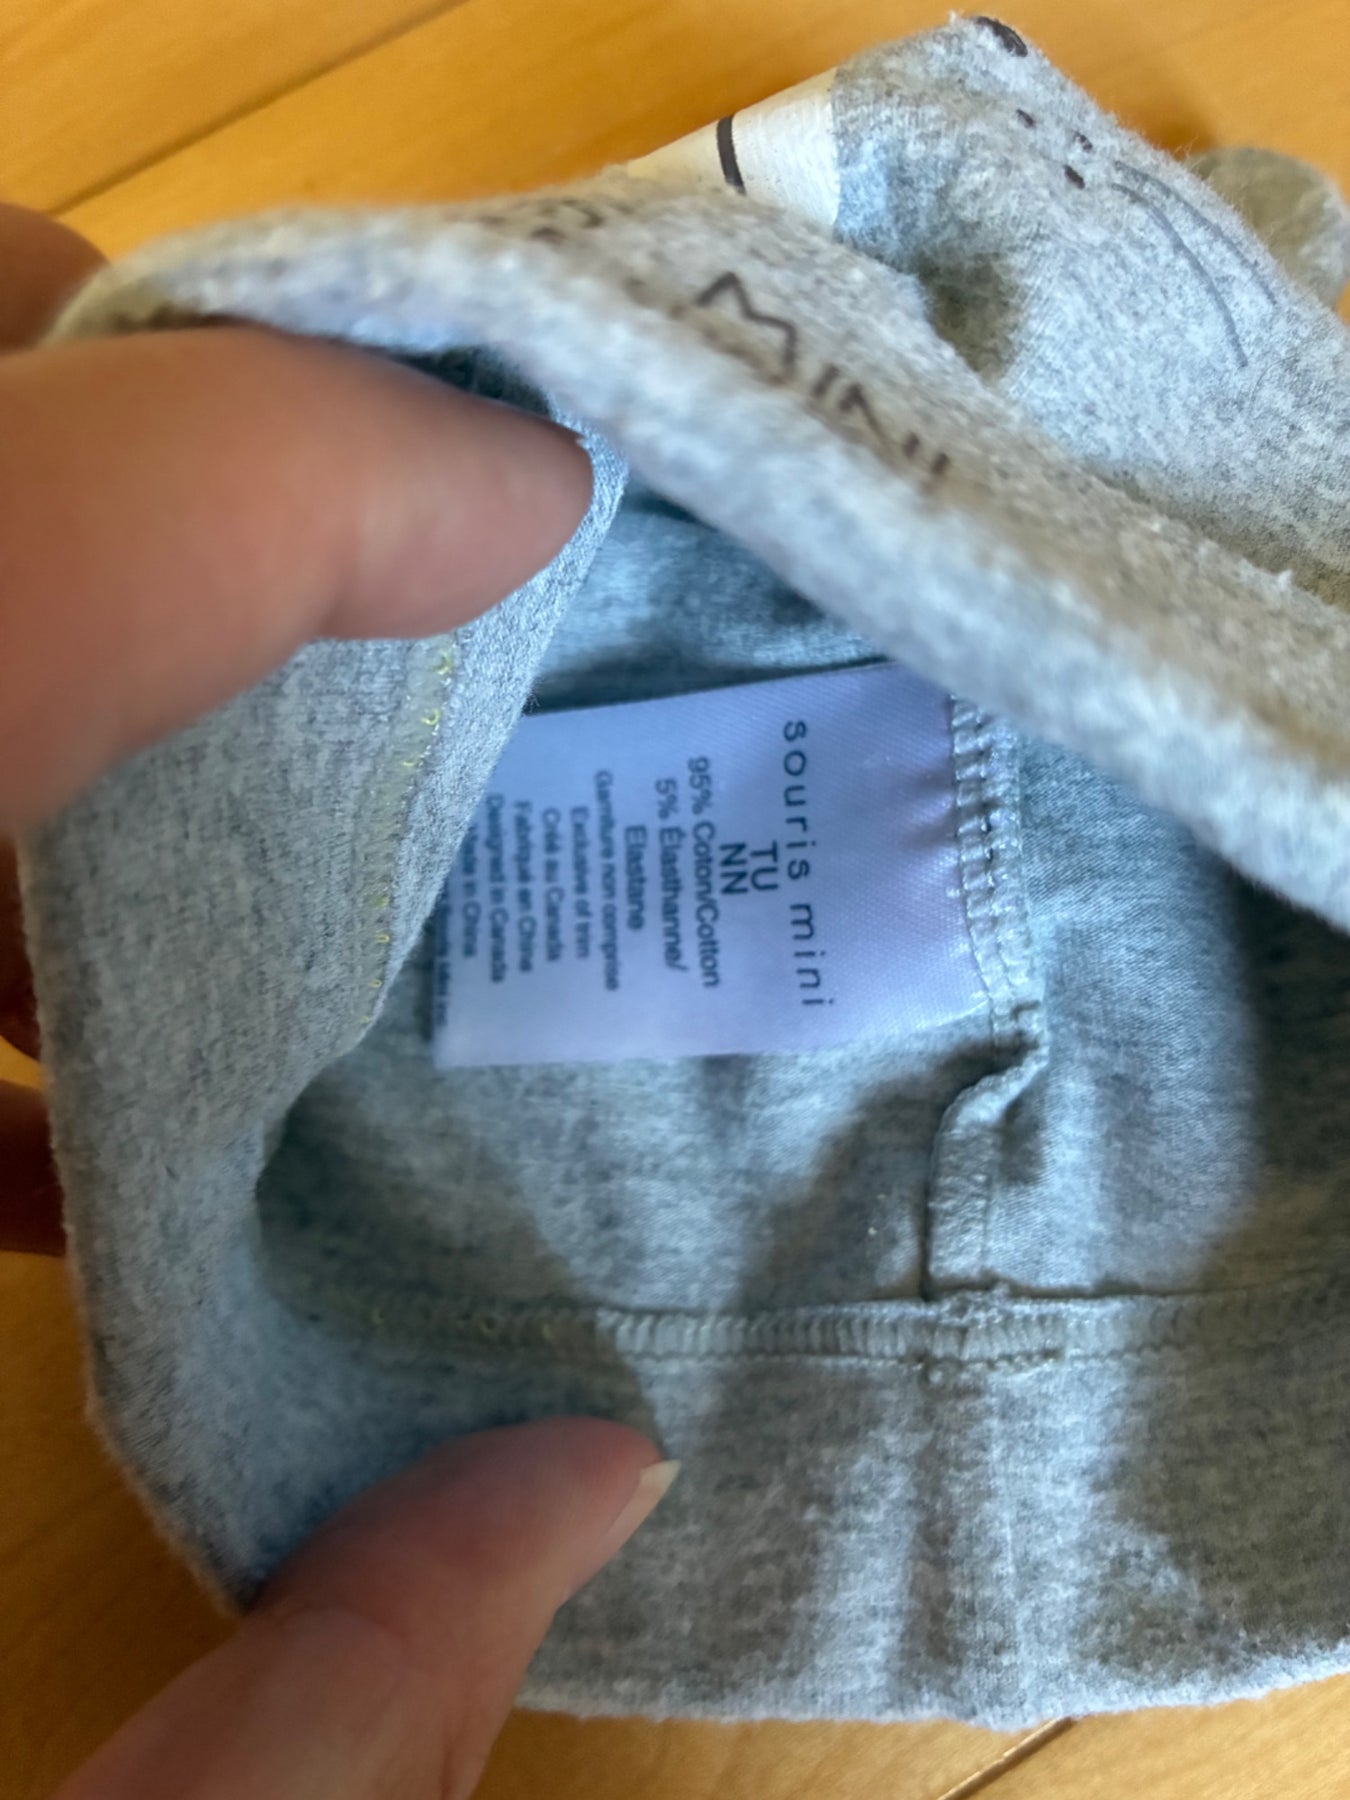 MINI
souris mini
TU
NN
95% Coton/Cotton
5% Élasthanne/
Elastane
Garniture non comprise
Exclusive of trim
Créé au Canada
Fabriqué en Chine
Designed in Canada
Made in China